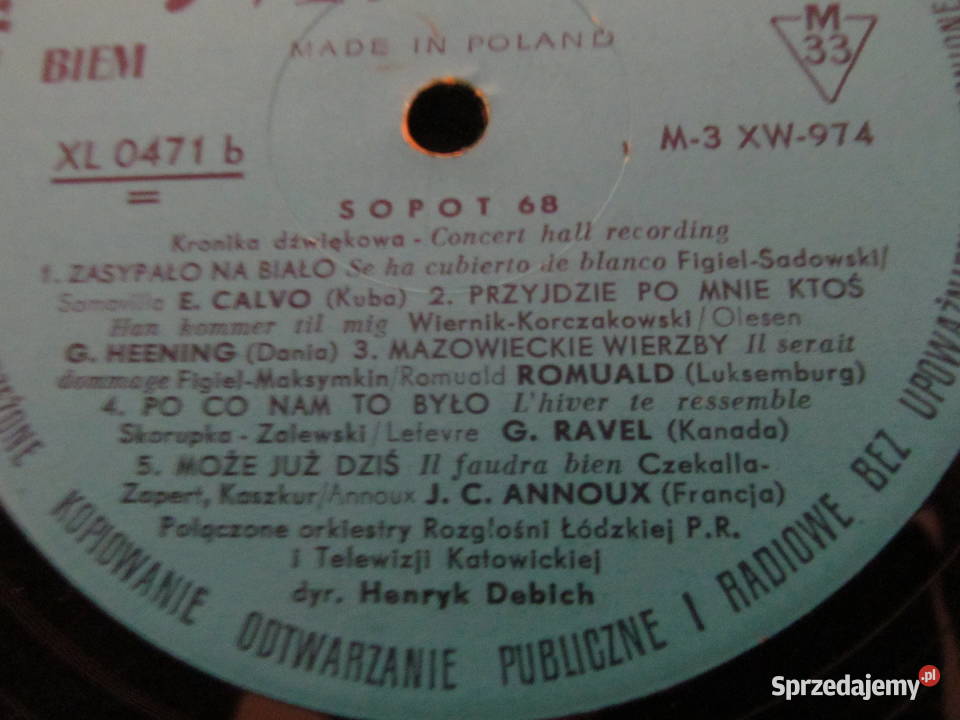 MADE IN POLAND
BIEM
M
33
XL 0471 b
M-3 XW-974
SOPOT 68
Kronika dźwiękowa - Concert hall recording
1. ZASYPAŁO NA BIAŁO Se ha cubierto de blanco Figiel-Sadowski/
Samavilla E. CALVO (Kuba) 2. PRZYJDZIE PO MNIE KTOŚ
Han kommer til mig Wiernik-Korczakowski/Olesen
G. HEENING (Dania) 3. MAZOWIECKIE WIERZBY Il serait
dommage Figiel-Maksymkin/Romuald ROMUALD (Luksemburg)
4. PO CO NAM TO BYŁO L'hiver te ressemble
Skorupka - Zalewski/Lefevre G. RAVEL (Kanada)
5. MOŻE JUŻ DZIŚ Il faudra bien Czekalla-
Zapert, Kaszkur/Annoux J. C. ANNOUX (Francja)
Połączone orkiestry Rozgłośni Łódzkiej P.R.
i Telewizji Katowickiej
dyr. Henryk Debich
KOPIOWANIE ODTWARZANIE PUBLICZNE I RADIOWE BEZ UPOWAŻNIE
Sprzedajemy.pl